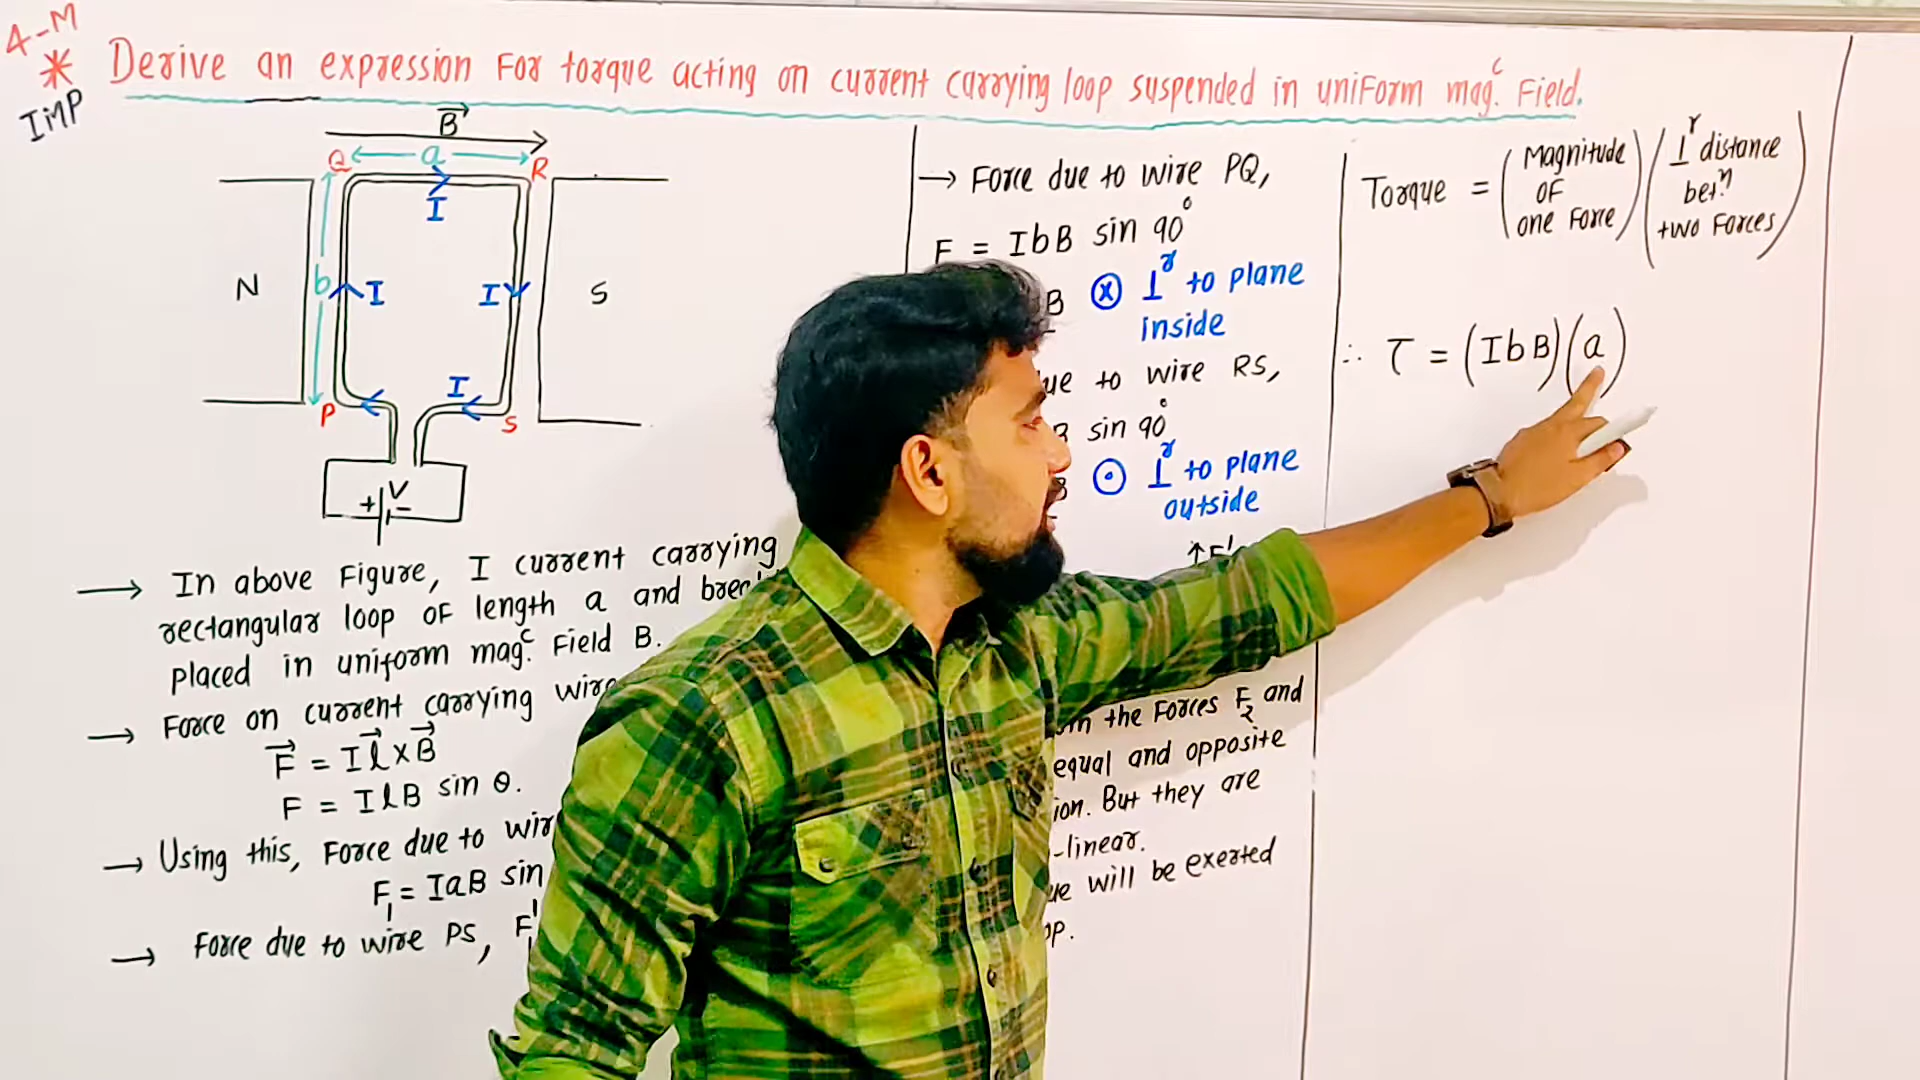 4-M
*
IMP
Derive an expression For torque acting on current carrying loop suspended in uniform mag.c Field.
B→
Q a R
I
N b I I S
I
P S
V
+ -
→ In above Figure, I current carrying
rectangular loop of length a and
placed in uniform mag.c Field B.
→ Force on current carrying wire
F→ = I l→ x B→
F = I l B sin θ.
→ Using this, Force due to
F₁ = IaB sin
→ Force due to wire PS, F₁'
→ Force due to wire PQ,
F = IbB sin 90°
B ⊗ ⊥r to plane
inside
due to wire RS,
B sin 90°
B ⊙ ⊥r to plane
outside
↑F'
the Forces F₂ and
equal and opposite
But they are
-linear.
will be exerted
Torque = (Magnitude OF one Force) (⊥r distance bet.n two Forces)
∴ τ = (IbB)(a)